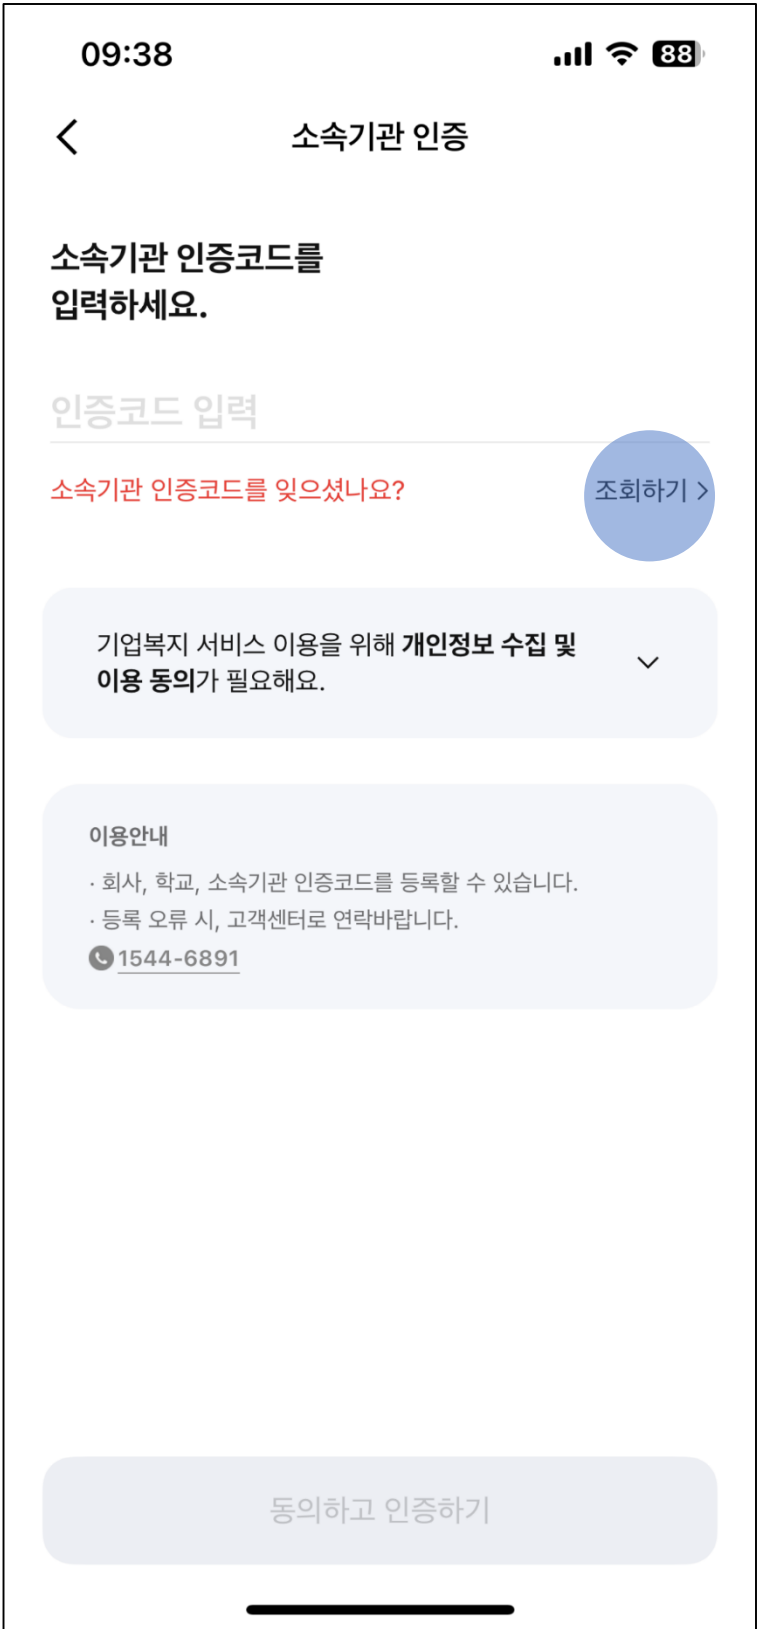 09:38
88
소속기관 인증
소속기관 인증코드를
입력하세요.
인증코드 입력
소속기관 인증코드를 잊으셨나요?
조회하기 >
기업복지 서비스 이용을 위해 개인정보 수집 및
이용 동의가 필요해요.
이용안내
· 회사, 학교, 소속기관 인증코드를 등록할 수 있습니다.
· 등록 오류 시, 고객센터로 연락바랍니다.
1544-6891
동의하고 인증하기